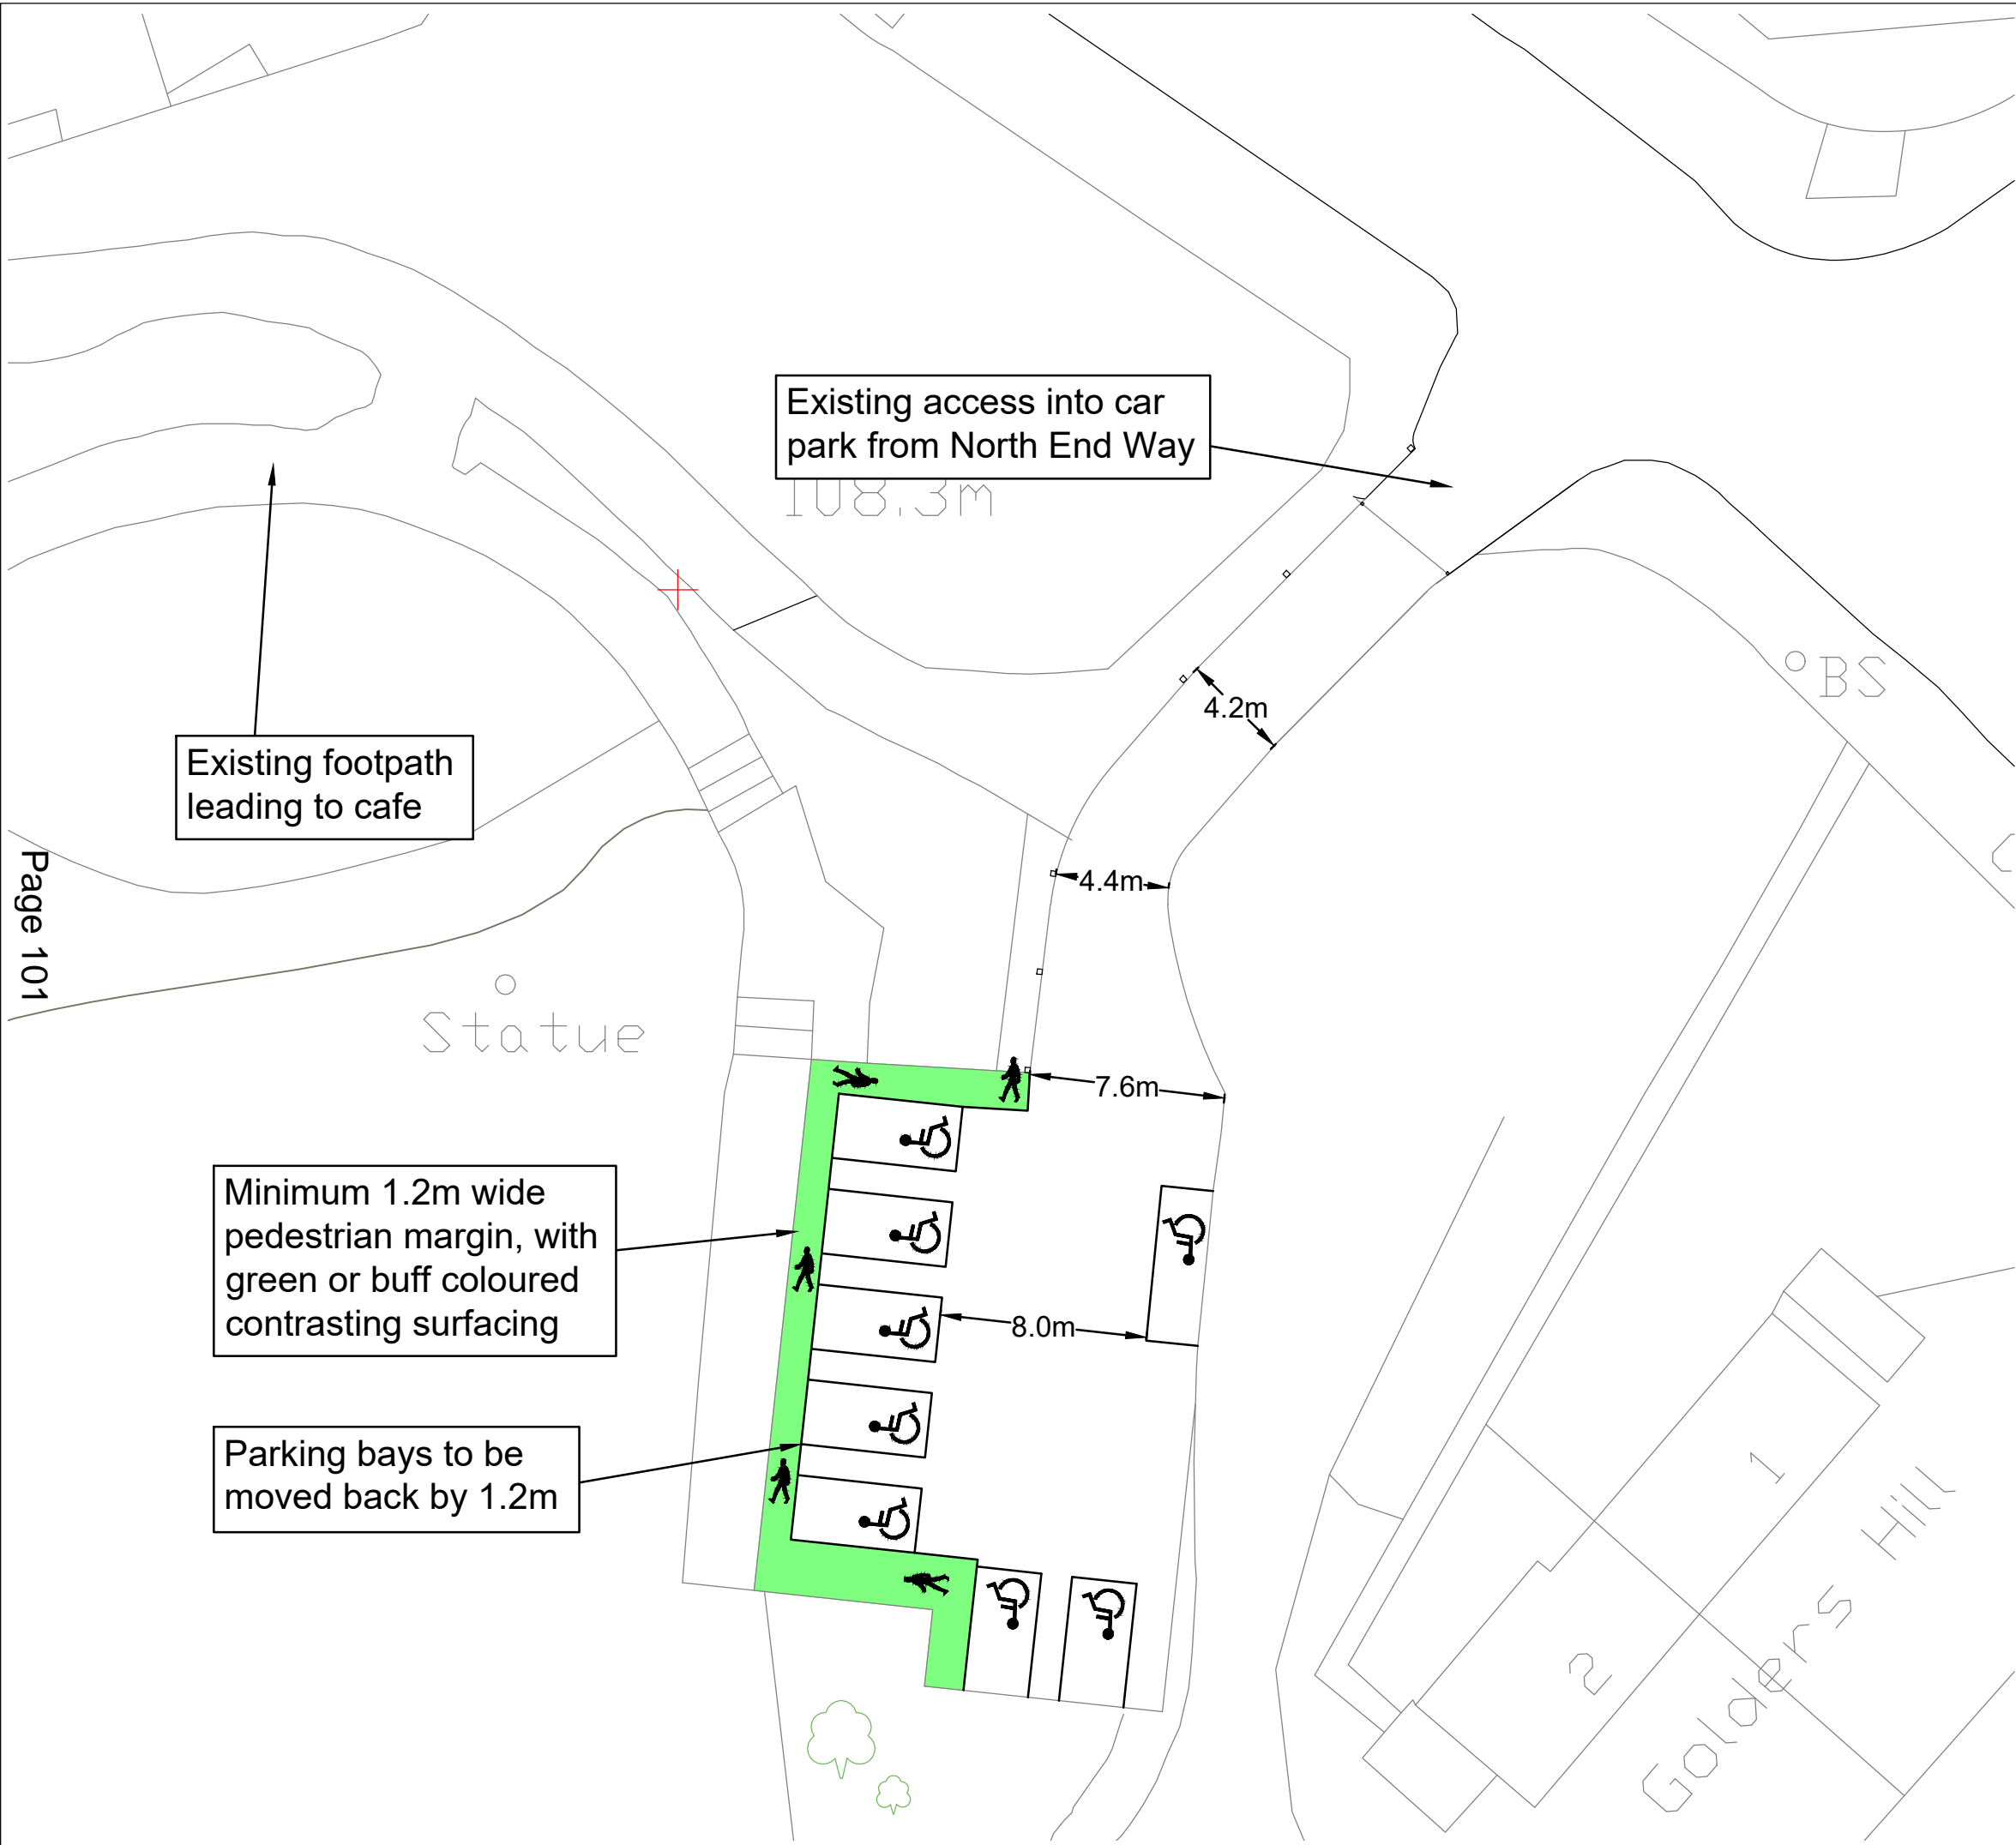 Existing access into car
park from North End Way
108.3m
BS
4.2m
Existing footpath
leading to cafe
4.4m
Page 101
Statue
7.6m
Minimum 1.2m wide
pedestrian margin, with
green or buff coloured
contrasting surfacing
8.0m
Parking bays to be
moved back by 1.2m
1
2
Golders Hill